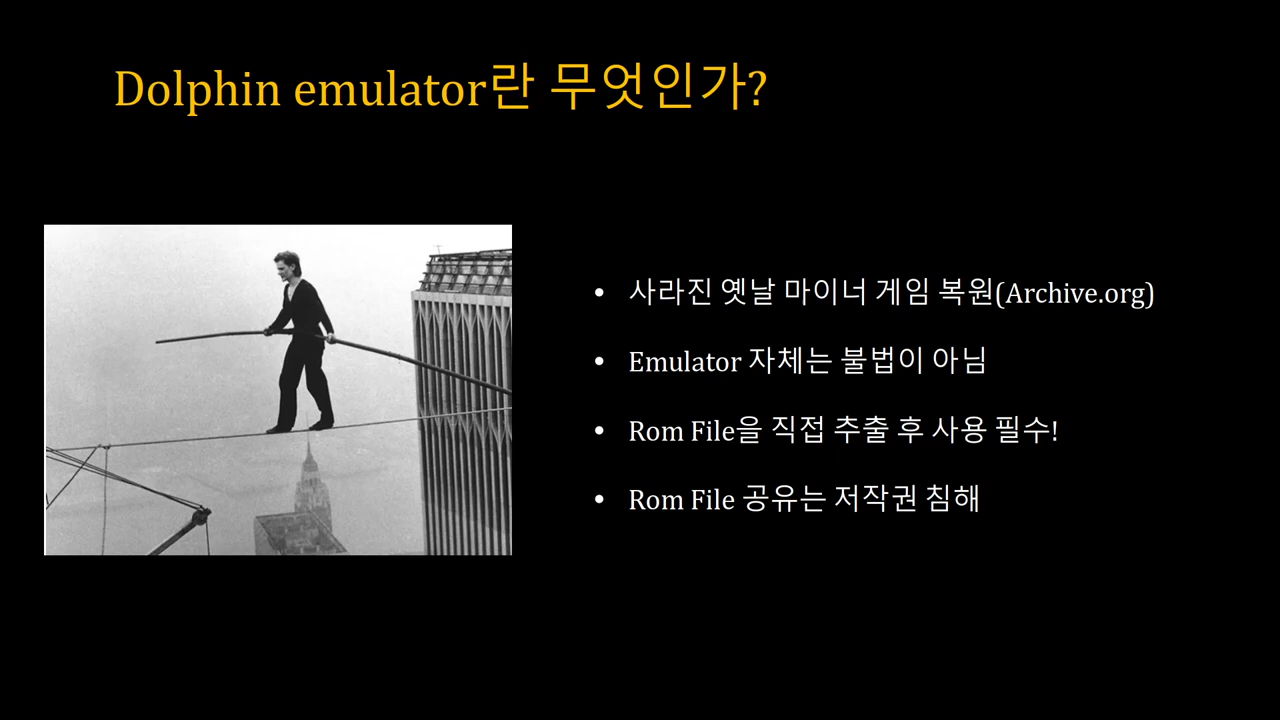 Dolphin emulator란 무엇인가?
• 사라진 옛날 마이너 게임 복원(Archive.org)
• Emulator 자체는 불법이 아님
• Rom File을 직접 추출 후 사용 필수!
• Rom File 공유는 저작권 침해